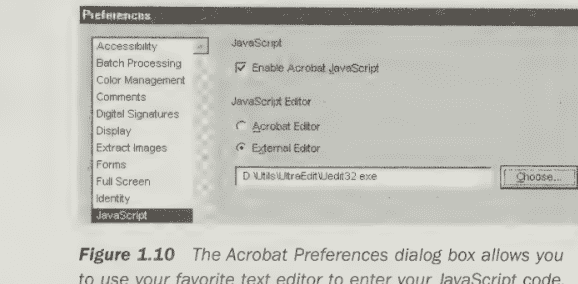 Preferences
Accessibility
Batch Processing
Color Management
Comments
Digital Signatures
Display
Extract Images
Forms
Full Screen
Identity
JavaScript
JavaScript
Enable Acrobat JavaScript
JavaScript Editor
Acrobat Editor
External Editor
D:\Utils\UltraEdit\Uedit32.exe
Choose...
Figure 1.10 The Acrobat Preferences dialog box allows you
to use your favorite text editor to enter your JavaScript code